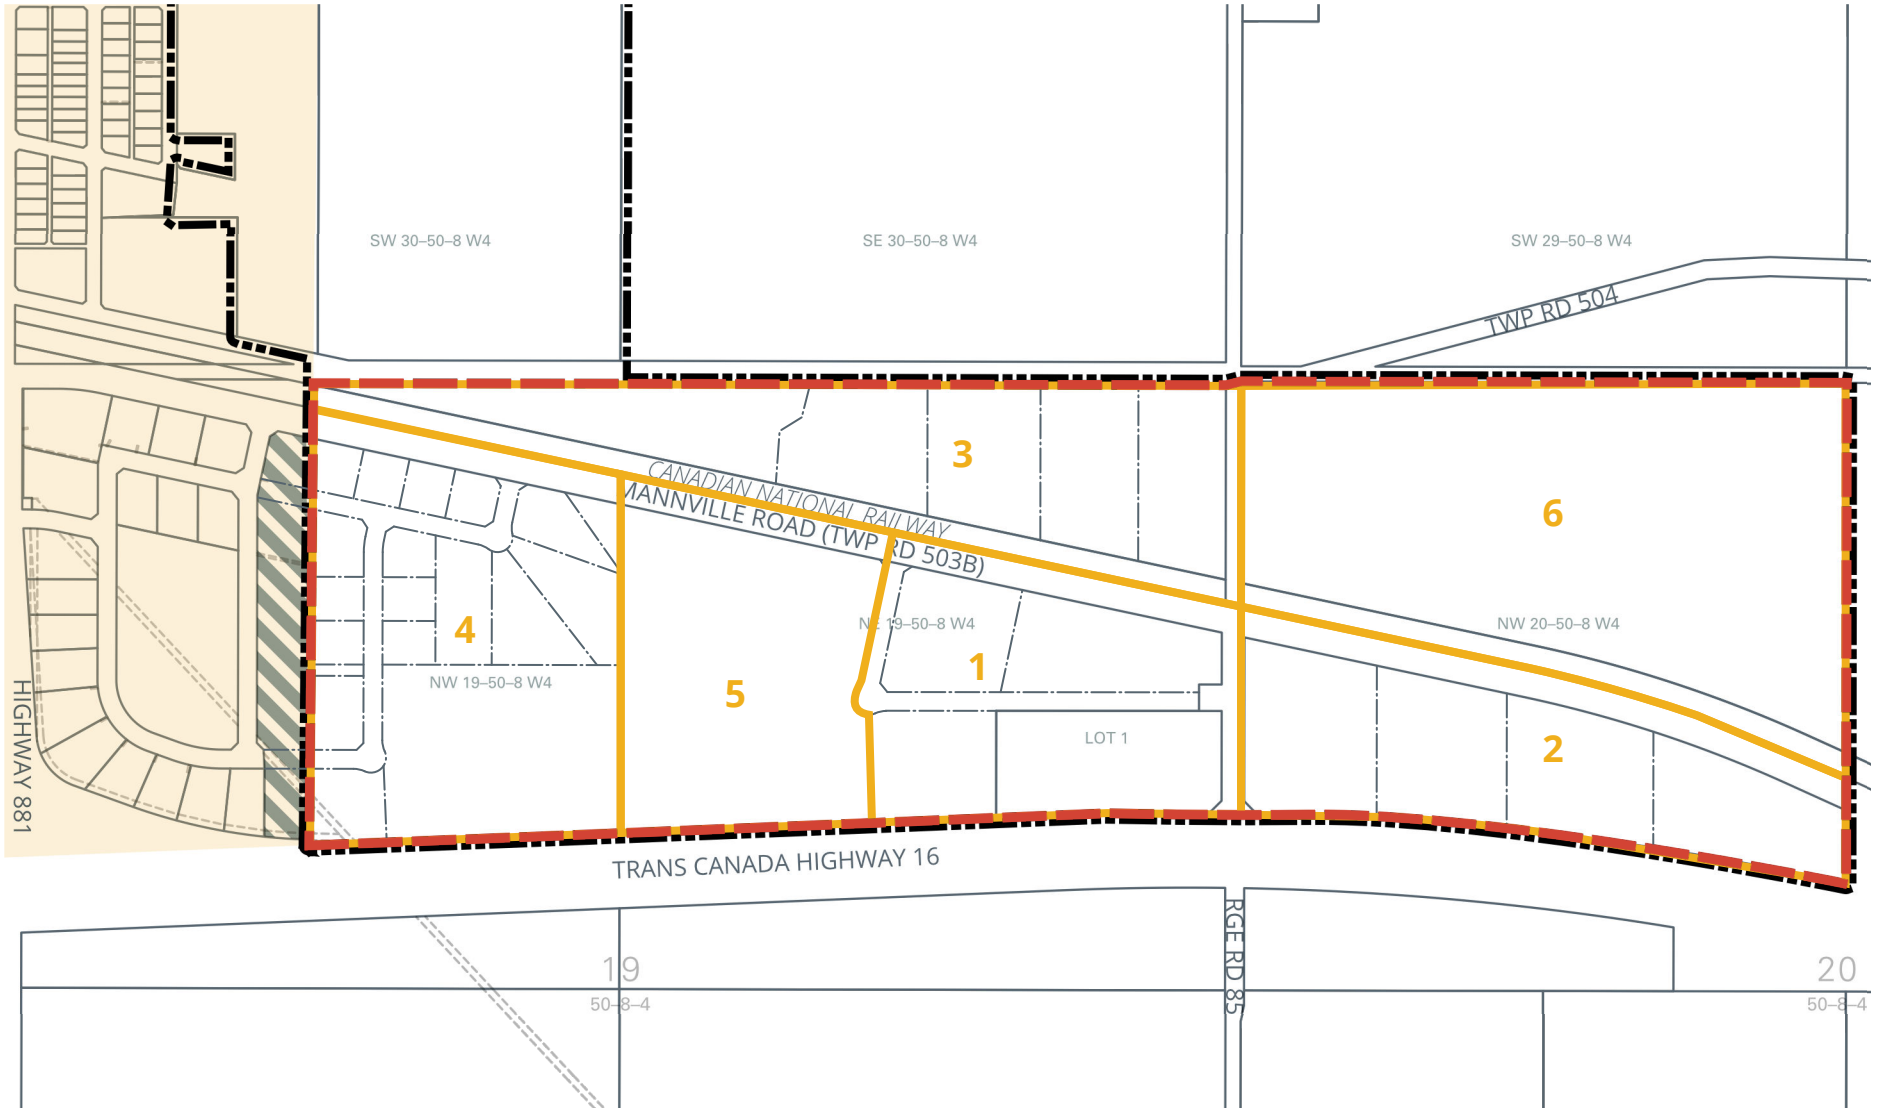 SW 30–50–8 W4
SE 30–50–8 W4
SW 29–50–8 W4
TWP RD 504
3
CANADIAN NATIONAL RAILWAY
MANNVILLE ROAD (TWP RD 503B)
6
4
NE 19–50–8 W4
NW 20–50–8 W4
1
NW 19–50–8 W4
5
LOT 1
2
HIGHWAY 881
TRANS CANADA HIGHWAY 16
RGE RD 85
19
50–8–4
20
50–8–4